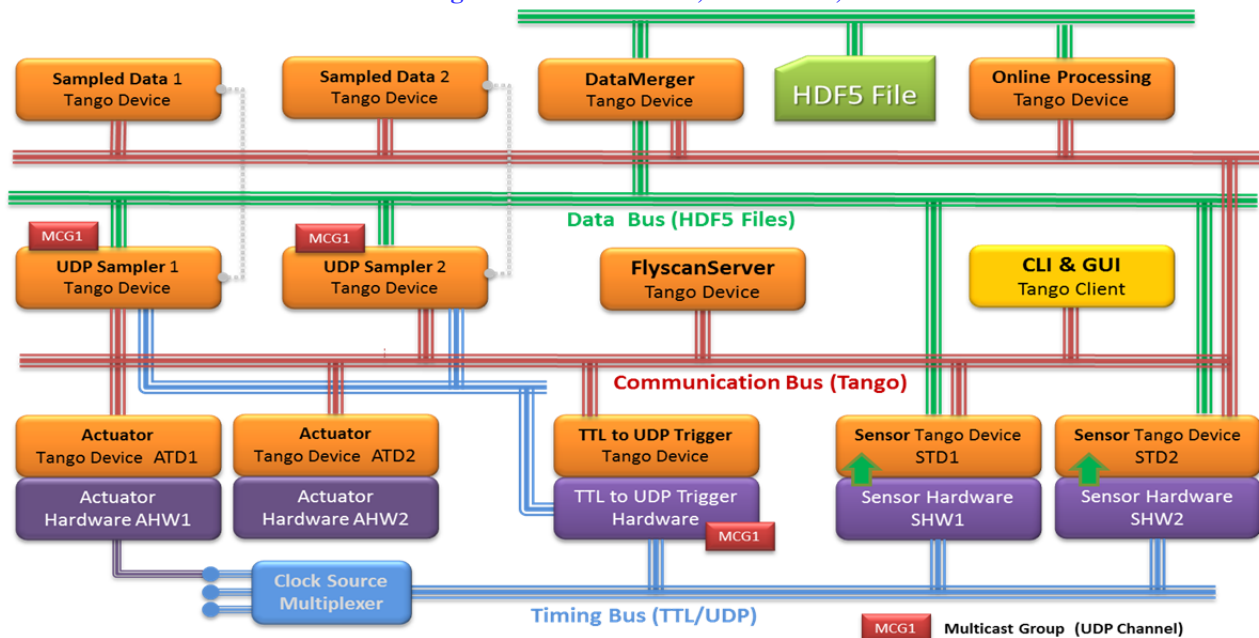 Sampled Data 1
Tango Device
Sampled Data 2
Tango Device
DataMerger
Tango Device
HDF5 File
Online Processing
Tango Device
Data Bus (HDF5 Files)
MCG1
UDP Sampler 1
Tango Device
MCG1
UDP Sampler 2
Tango Device
FlyscanServer
Tango Device
CLI & GUI
Tango Client
Communication Bus (Tango)
Actuator
Tango Device ATD1
Actuator
Tango Device ATD2
TTL to UDP Trigger
Tango Device
Sensor Tango Device
STD1
Sensor Tango Device
STD2
Actuator
Hardware AHW1
Actuator
Hardware AHW2
TTL to UDP Trigger
Hardware
MCG1
Sensor Hardware
SHW1
Sensor Hardware
SHW2
Clock Source
Multiplexer
Timing Bus (TTL/UDP)
MCG1 Multicast Group (UDP Channel)